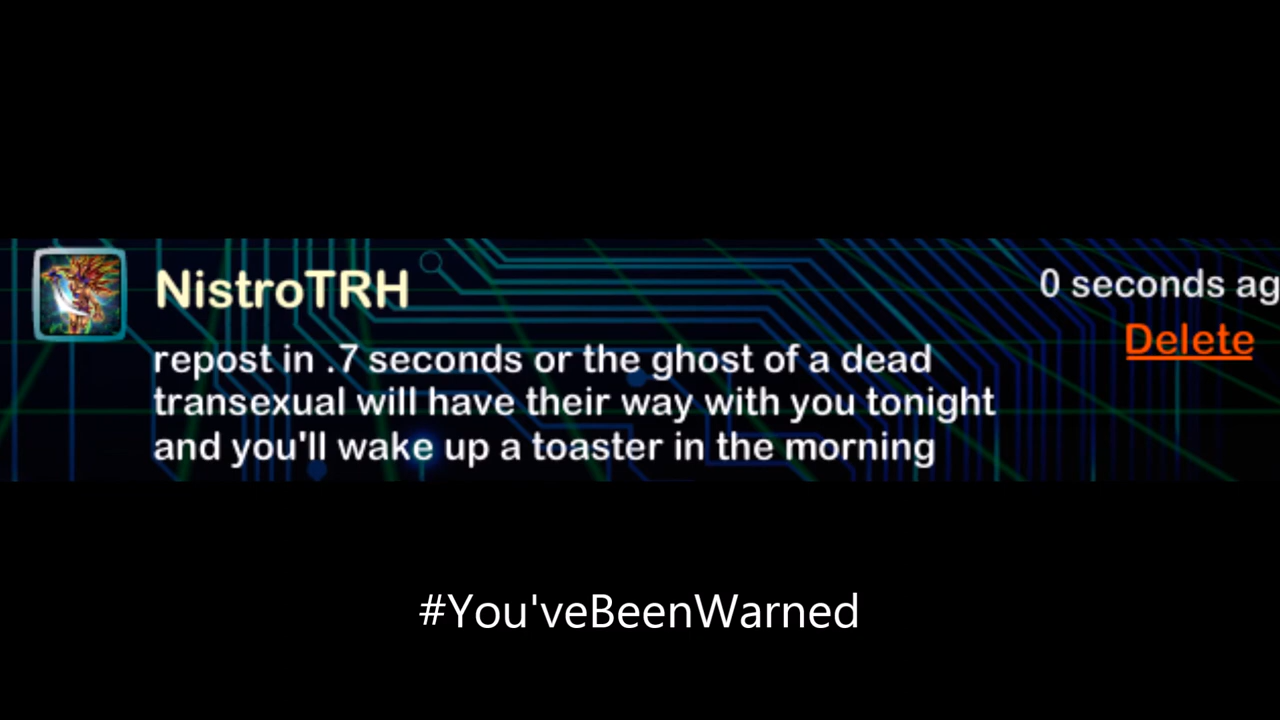 NistroTRH
0 seconds ag
Delete
repost in .7 seconds or the ghost of a dead
transexual will have their way with you tonight
and you'll wake up a toaster in the morning
#You'veBeenWarned